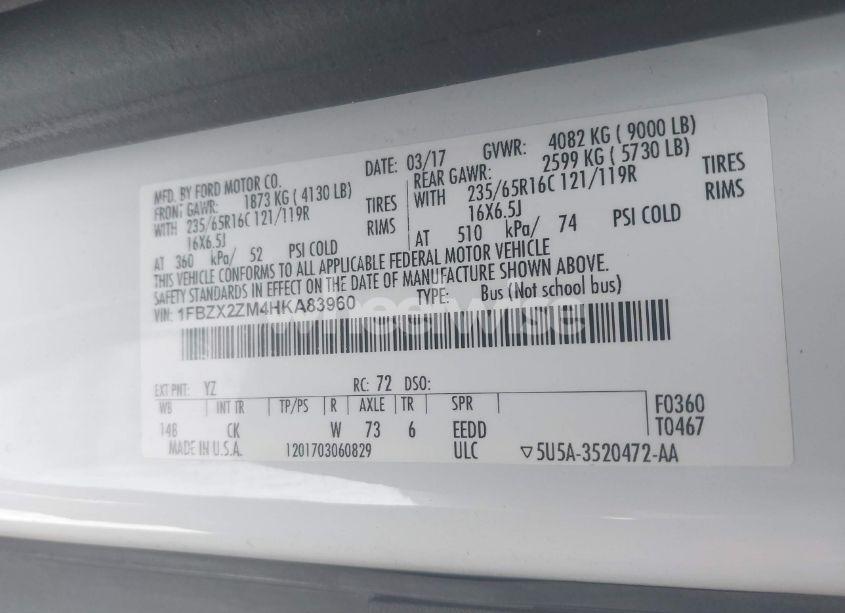 MFD. BY FORD MOTOR CO.
DATE: 03/17 GVWR: 4082 KG ( 9000 LB)
FRONT GAWR: 1873 KG ( 4130 LB)
REAR GAWR: 2599 KG ( 5730 LB)
WITH 235/65R16C 121/119R TIRES
WITH 235/65R16C 121/119R TIRES
16X6.5J RIMS
16X6.5J RIMS
AT 360 kPa/ 52 PSI COLD
AT 510 kPa/ 74 PSI COLD
THIS VEHICLE CONFORMS TO ALL APPLICABLE FEDERAL MOTOR VEHICLE
SAFETY STANDARDS IN EFFECT ON THE DATE OF MANUFACTURE SHOWN ABOVE.
VIN: 1FBZX2ZM4HKA83960 TYPE: Bus (Not school bus)
wheelwise
EXT PNT: YZ RC: 72 DSO:
WB INT TR TP/PS R AXLE TR SPR F0360
148 CK W 73 6 EEDD T0467
MADE IN U.S.A. 1201703060829 ULC ▽5U5A-3520472-AA